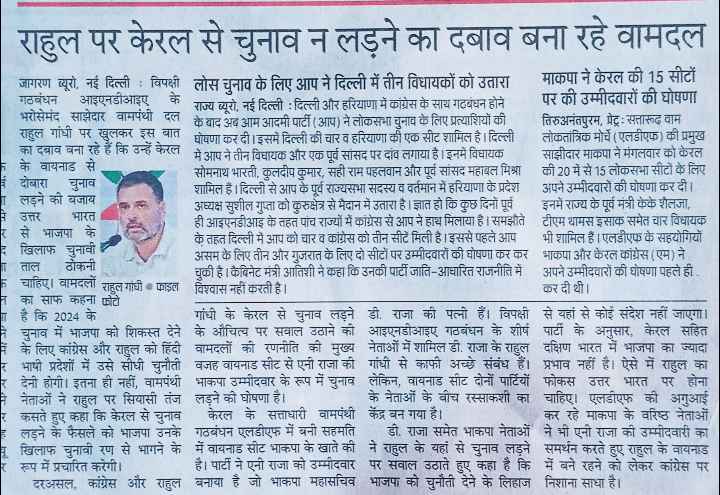 राहुल पर केरल से चुनाव न लड़ने का दबाव बना रहे वामदल
जागरण ब्यूरो, नई दिल्ली : विपक्षी
गठबंधन आइएनडीआइए के
भरोसेमंद साझेदार वामपंथी दल
राहुल गांधी पर खुलकर इस बात
का दबाव बना रहे हैं कि उन्हें केरल
के वायनाड से
दोबारा चुनाव
लड़ने की बजाय
उत्तर भारत
से भाजपा के
खिलाफ चुनावी
ताल ठोकनी
चाहिए। वामदलों
का साफ कहना
है कि 2024 के
राहुल गांधी ● फाइल
फोटो
चुनाव में भाजपा को शिकस्त देने
के लिए कांग्रेस और राहुल को हिंदी
भाषी प्रदेशों में उसे सीधी चुनौती
देनी होगी। इतना ही नहीं, वामपंथी
नेताओं ने राहुल पर सियासी तंज
कसते हुए कहा कि केरल से चुनाव
लड़ने के फैसले को भाजपा उनके
खिलाफ चुनावी रण से भागने के
रूप में प्रचारित करेगी।
दरअसल, कांग्रेस और राहुल
गांधी के केरल से चुनाव लड़ने
के औचित्य पर सवाल उठाने की
वामदलों की रणनीति की मुख्य
वजह वायनाड सीट से एनी राजा की
भाकपा उम्मीदवार के रूप में चुनाव
लड़ने की घोषणा है।
केरल के सत्ताधारी वामपंथी
गठबंधन एलडीएफ में बनी सहमति
में वायनाड सीट भाकपा के खाते की
है। पार्टी ने एनी राजा को उम्मीदवार
बनाया है जो भाकपा महासचिव
डी. राजा की पत्नी हैं। विपक्षी
आइएनडीआइए गठबंधन के शीर्ष
नेताओं में शामिल डी. राजा के राहुल
गांधी से काफी अच्छे संबंध हैं।
लेकिन, वायनाड सीट दोनों पार्टियों
के नेताओं के बीच रस्साकशी का
केंद्र बन गया है।
डी. राजा समेत भाकपा नेताओं
ने राहुल के यहां से चुनाव लड़ने
पर सवाल उठाते हुए कहा है कि
भाजपा को चुनौती देने के लिहाज
से वहां से कोई संदेश नहीं जाएगा।
पार्टी के अनुसार, केरल सहित
दक्षिण भारत में भाजपा का ज्यादा
प्रभाव नहीं है। ऐसे में राहुल का
फोकस उत्तर भारत पर होना
चाहिए। एलडीएफ की अगुआई
कर रहे माकपा के वरिष्ठ नेताओं
ने भी एनी राजा की उम्मीदवारी का
समर्थन करते हुए राहुल के वायनाड
में बने रहने को लेकर कांग्रेस पर
निशाना साधा है।
लोस चुनाव के लिए आप ने दिल्ली में तीन विधायकों को उतारा
राज्य ब्यूरो, नई दिल्ली : दिल्ली और हरियाणा में कांग्रेस के साथ गठबंधन होने
के बाद अब आम आदमी पार्टी (आप) ने लोकसभा चुनाव के लिए प्रत्याशियों की
घोषणा कर दी। इसमें दिल्ली की चार व हरियाणा की एक सीट शामिल है। दिल्ली
में आप ने तीन विधायक और एक पूर्व सांसद पर दांव लगाया है। इनमें विधायक
सोमनाथ भारती, कुलदीप कुमार, सही राम पहलवान और पूर्व सांसद महाबल मिश्रा
शामिल है। दिल्ली से आप के पूर्व राज्यसभा सदस्य व वर्तमान में हरियाणा के प्रदेश
अध्यक्ष सुशील गुप्ता को कुरुक्षेत्र से मैदान में उतारा है। ज्ञात हो कि कुछ दिनों पूर्व
ही आइएनडीआइए के तहत पांच राज्यों में कांग्रेस से आप ने हाथ मिलाया है। समझौते
के तहत दिल्ली में आप को चार व कांग्रेस को तीन सीटें मिली है। इससे पहले आप
असम के लिए तीन और गुजरात के लिए दो सीटों पर उम्मीदवारों की घोषणा कर कर
चुकी है। कैबिनेट मंत्री आतिशी ने कहा कि उनकी पार्टी जाति-आधारित राजनीति में
विश्वास नहीं करती है।
माकपा ने केरल की 15 सीटों
पर की उम्मीदवारों की घोषणा
तिरुअनंतपुरम, प्रेट्र: सत्तारूढ वाम
लोकतांत्रिक मोर्चे (एलडीएफ) की प्रमुख
साझीदार माकपा ने मंगलवार को केरल
की 20 में से 15 लोकसभा सीटों के लिए
अपने उम्मीदवारों की घोषणा कर दी।
इनमें राज्य के पूर्व मंत्री केके शैलजा,
टीएम थामस इसाक समेत चार विधायक
भी शामिल हैं। एलडीएफ के सहयोगियों
भाकपा और केरल कांग्रेस (एम) ने
अपने उम्मीदवारों की घोषणा पहले ही
कर दी थी।